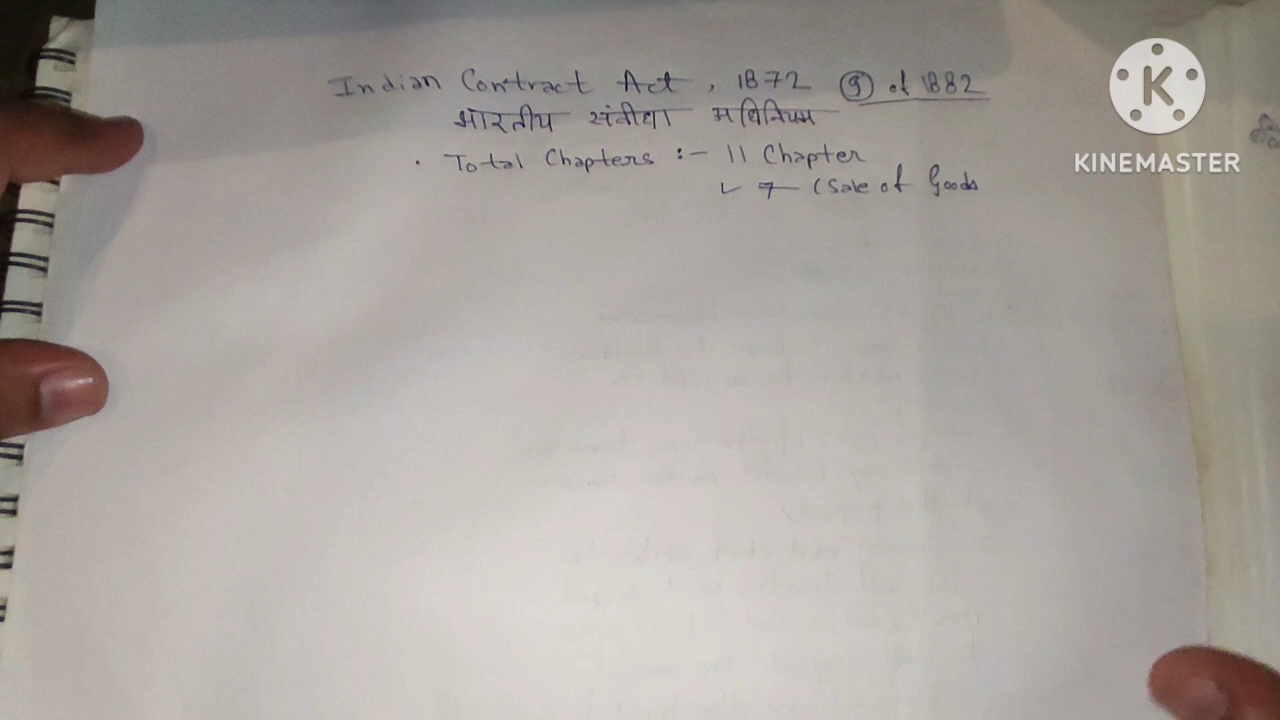 Indian Contract Act, 1872 9 of 1882
भारतीय संवीधा अधिनियम
. Total Chapters :- 11 Chapter
7 (Sale of Goods
KINEMASTER